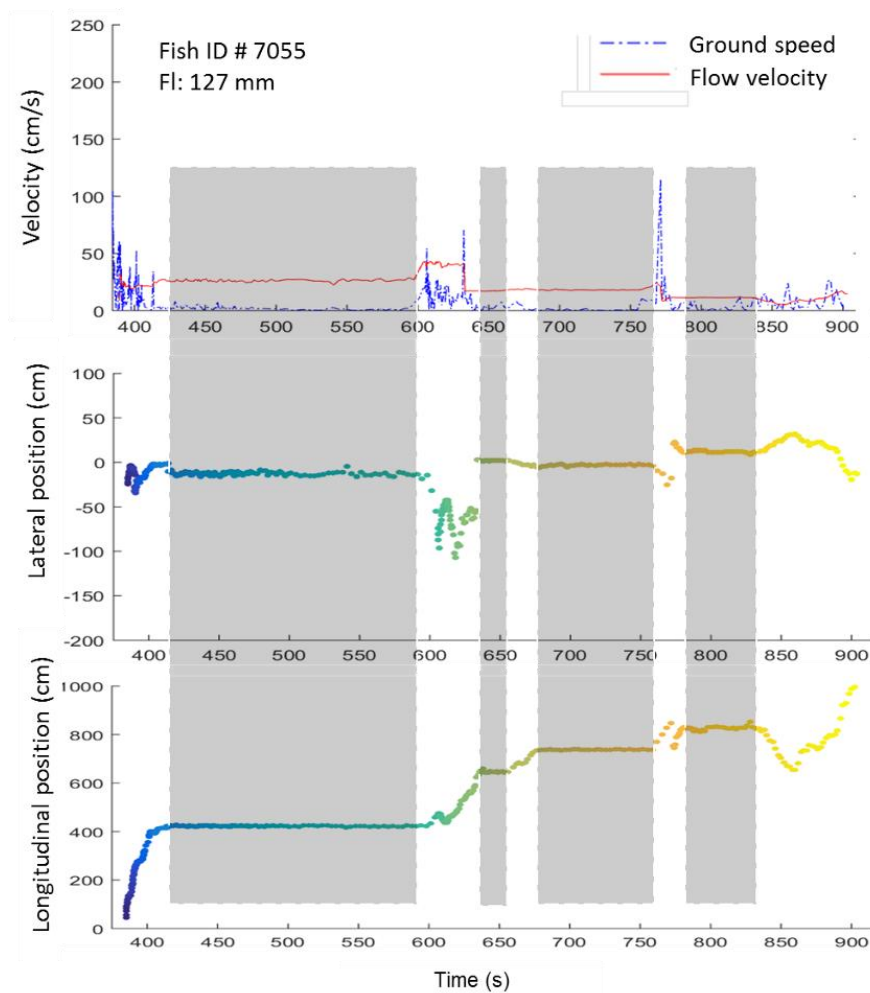 250
200
150
100
50
0
Velocity (cm/s)
Fish ID # 7055
Fl: 127 mm
Ground speed
Flow velocity
400 450 500 550 600 650 700 750 800 850 900
100
50
0
-50
-100
-150
-200
Lateral position (cm)
400 450 500 550 600 650 700 750 800 850 900
1000
800
600
400
200
0
Longitudinal position (cm)
400 450 500 550 600 650 700 750 800 850 900
Time (s)